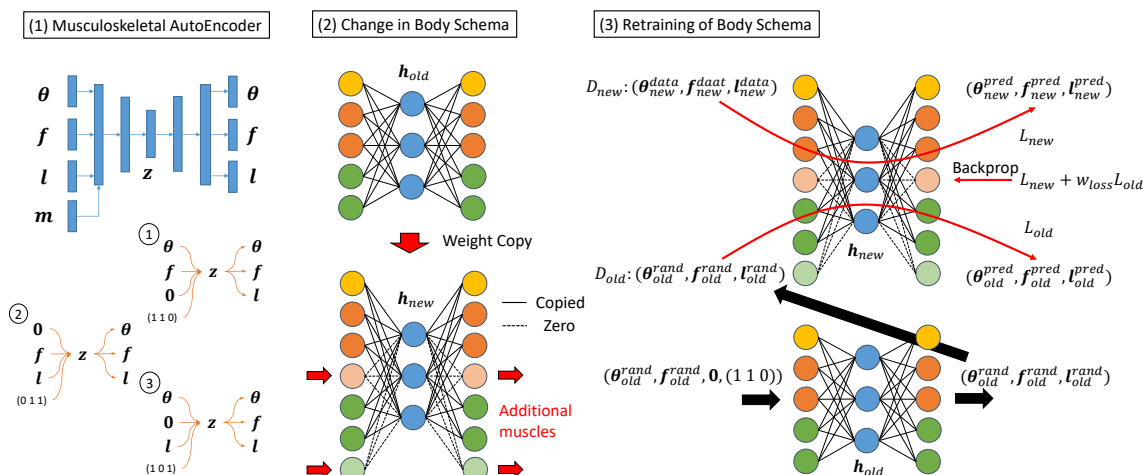 (1) Musculoskeletal AutoEncoder
θ
f
l
m
z
θ
f
l
1
θ
f
0
(1 1 0)
z
θ
f
l
2
0
f
l
(0 1 1)
z
θ
f
l
3
θ
0
l
(1 0 1)
z
θ
f
l
(2) Change in Body Schema
h_old
Weight Copy
h_new
Copied
Zero
Additional
muscles
(3) Retraining of Body Schema
D_new: (θ_new^data, f_new^daat, l_new^data)
(θ_new^pred, f_new^pred, l_new^pred)
L_new
Backprop
L_new + w_loss L_old
L_old
h_new
D_old: (θ_old^rand, f_old^rand, l_old^rand)
(θ_old^pred, f_old^pred, l_old^pred)
(θ_old^rand, f_old^rand, 0, (1 1 0))
(θ_old^rand, f_old^rand, l_old^rand)
h_old